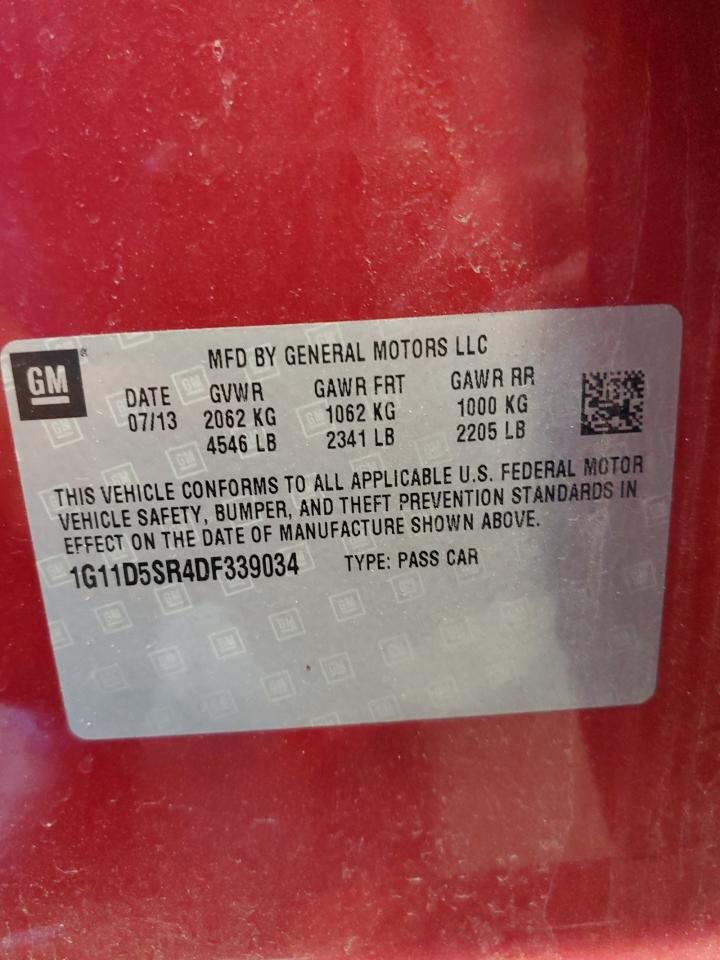 GM
MFD BY GENERAL MOTORS LLC
DATE GVWR GAWR FRT GAWR RR
07/13 2062 KG 1062 KG 1000 KG
4546 LB 2341 LB 2205 LB
THIS VEHICLE CONFORMS TO ALL APPLICABLE U.S. FEDERAL MOTOR
VEHICLE SAFETY, BUMPER, AND THEFT PREVENTION STANDARDS IN
EFFECT ON THE DATE OF MANUFACTURE SHOWN ABOVE.
1G11D5SR4DF339034 TYPE: PASS CAR